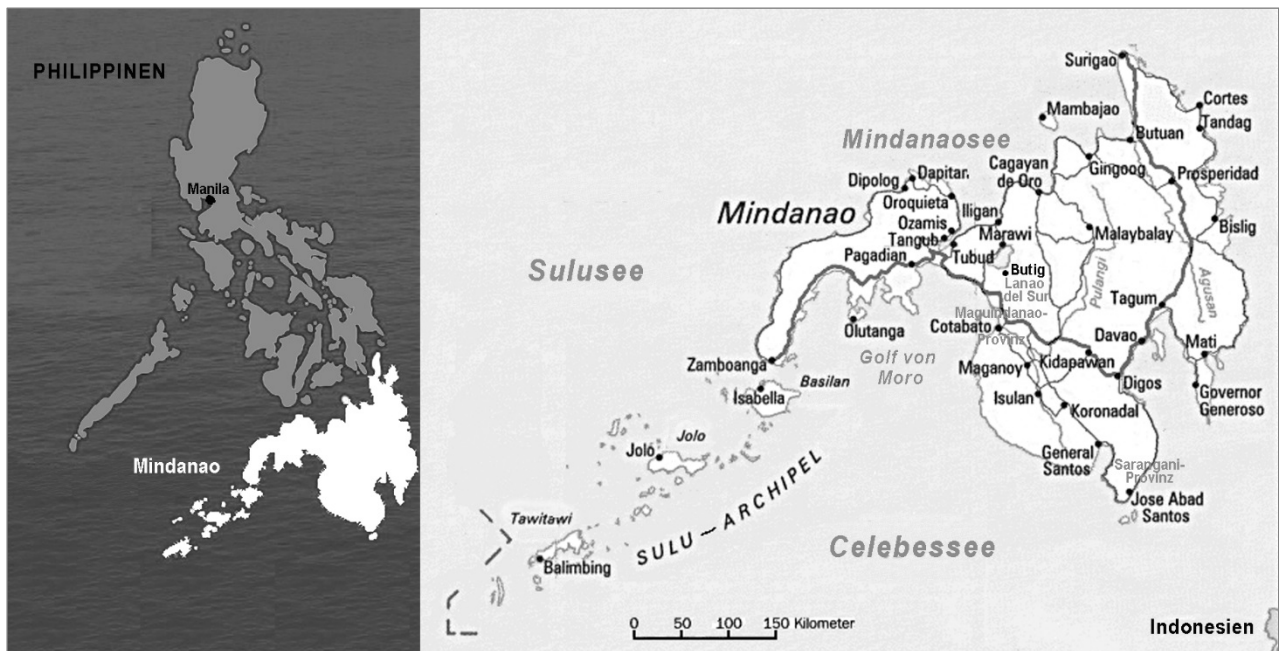 PHILIPPINEN
Manila
Mindanao
Surigao
Cortes
Mambajao
Tandag
Mindanaosee
Butuan
Cagayan
de Oro
Gingoog
Prosperidad
Dipolog
Dapitar.
Oroquieta
Mindanao
Iligan
Ozamis
Bislig
Tangub
Marawi
Malaybalay
Pagadian
Tubud
Sulusee
Butig
Lanao
del Sur
Pulangi
Agusan
Tagum
Maguindanao-
Provinz
Olutanga
Cotabato
Davao
Mati
Golf von
Moro
Zamboanga
Kidapawan
Maganoy
Digos
Basilan
Isabella
Isulan
Governor
Generoso
Koronadal
Jolo
Joló
General
Santos
Sarangani-
Provinz
Jose Abad
Santos
SULU – ARCHIPEL
Tawitawi
Celebessee
Balimbing
0 50 100 150 Kilometer
Indonesien